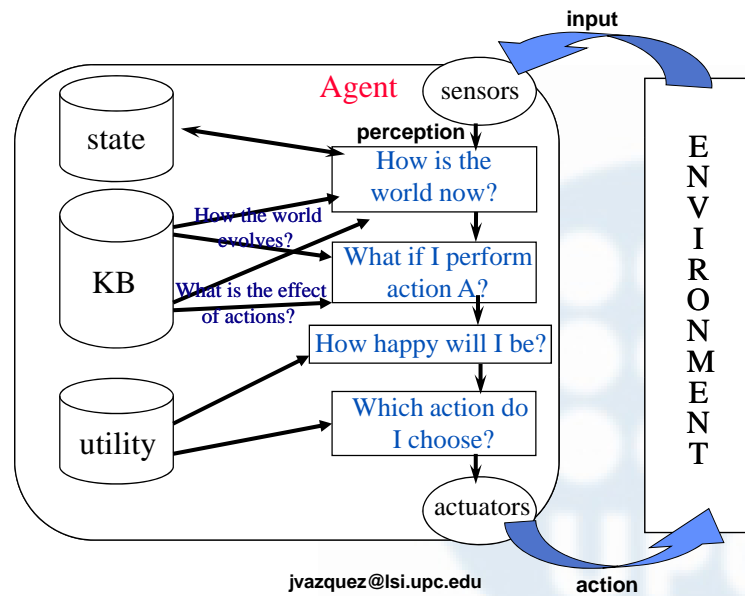 input
Agent
sensors
state
perception
How is the
world now?
How the world
evolves?
KB
What if I perform
action A?
What is the effect
of actions?
How happy will I be?
utility
Which action do
I choose?
actuators
ENVIRONMENT
jvazquez@lsi.upc.edu
action